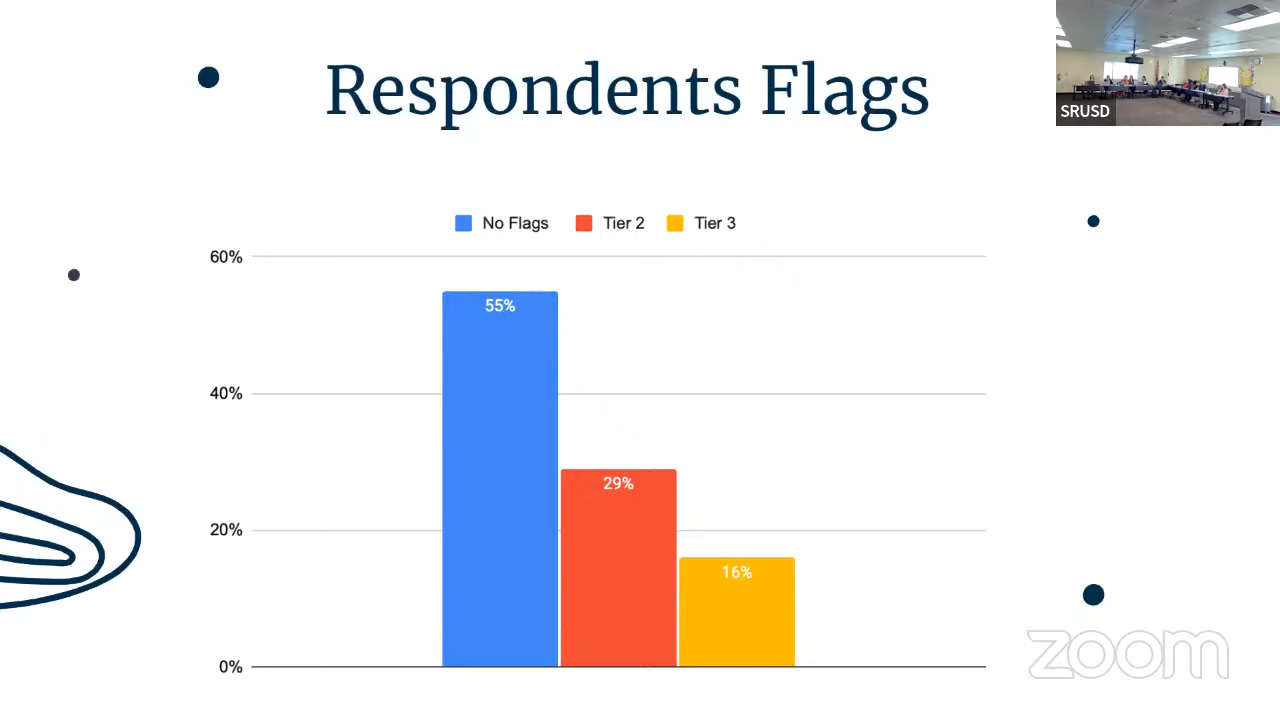 Respondents Flags
SRUSD
No Flags Tier 2 Tier 3
60%
55%
40%
29%
20%
16%
0%
zoom